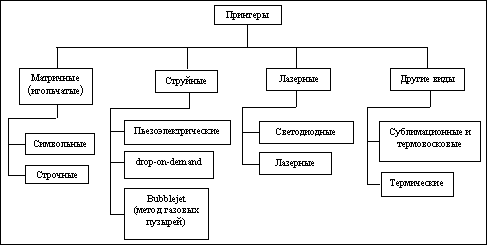 Принтеры
Матричные
(игольчатые)
Струйные
Лазерные
Другие виды
Символьные
Строчные
Пьезоэлектрические
drop-on-demand
Bubblejet
(метод газовых
пузырей)
Светодиодные
Лазерные
Сублимационные и
термовосковые
Термические